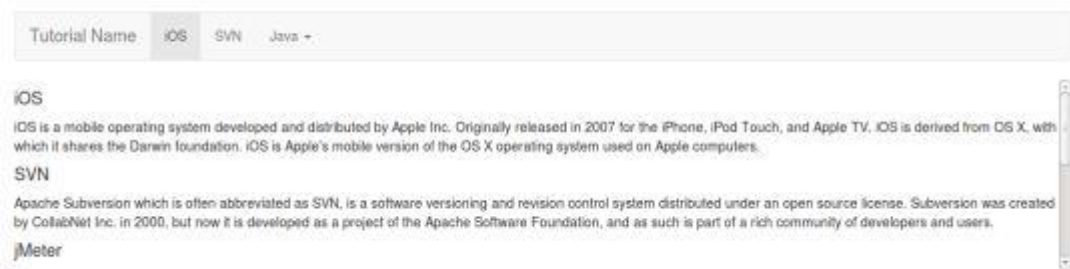 Tutorial Name iOS SVN Java
iOS
iOS is a mobile operating system developed and distributed by Apple Inc. Originally released in 2007 for the iPhone, iPod Touch, and Apple TV. iOS is derived from OS X, with
which it shares the Darwin foundation. iOS is Apple's mobile version of the OS X operating system used on Apple computers.
SVN
Apache Subversion which is often abbreviated as SVN, is a software versioning and revision control system distributed under an open source license. Subversion was created
by CollabNet Inc. in 2000, but now it is developed as a project of the Apache Software Foundation, and as such is part of a rich community of developers and users.
jMeter